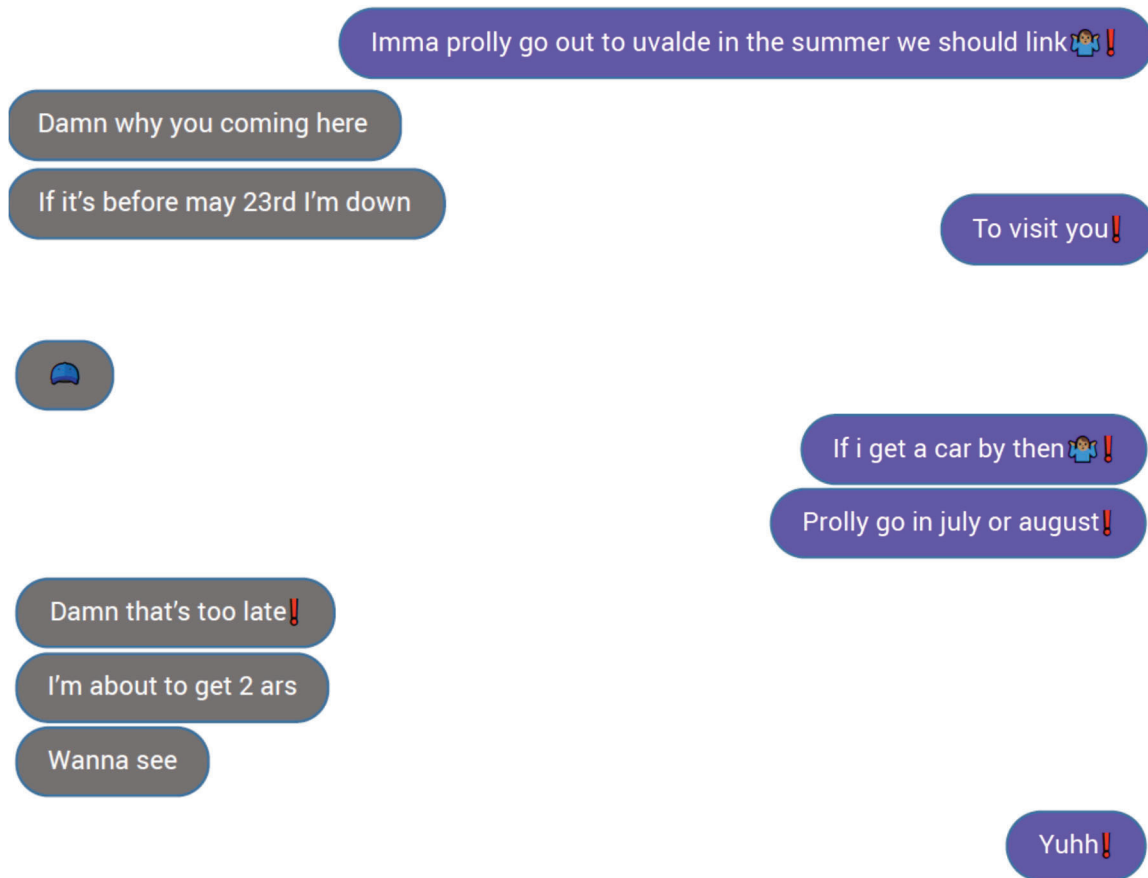 Imma prolly go out to uvalde in the summer we should link🤷🏽❗
Damn why you coming here
If it’s before may 23rd I’m down
To visit you❗
🧢
If i get a car by then🤷🏽❗
Prolly go in july or august❗
Damn that’s too late❗
I’m about to get 2 ars
Wanna see
Yuhh❗